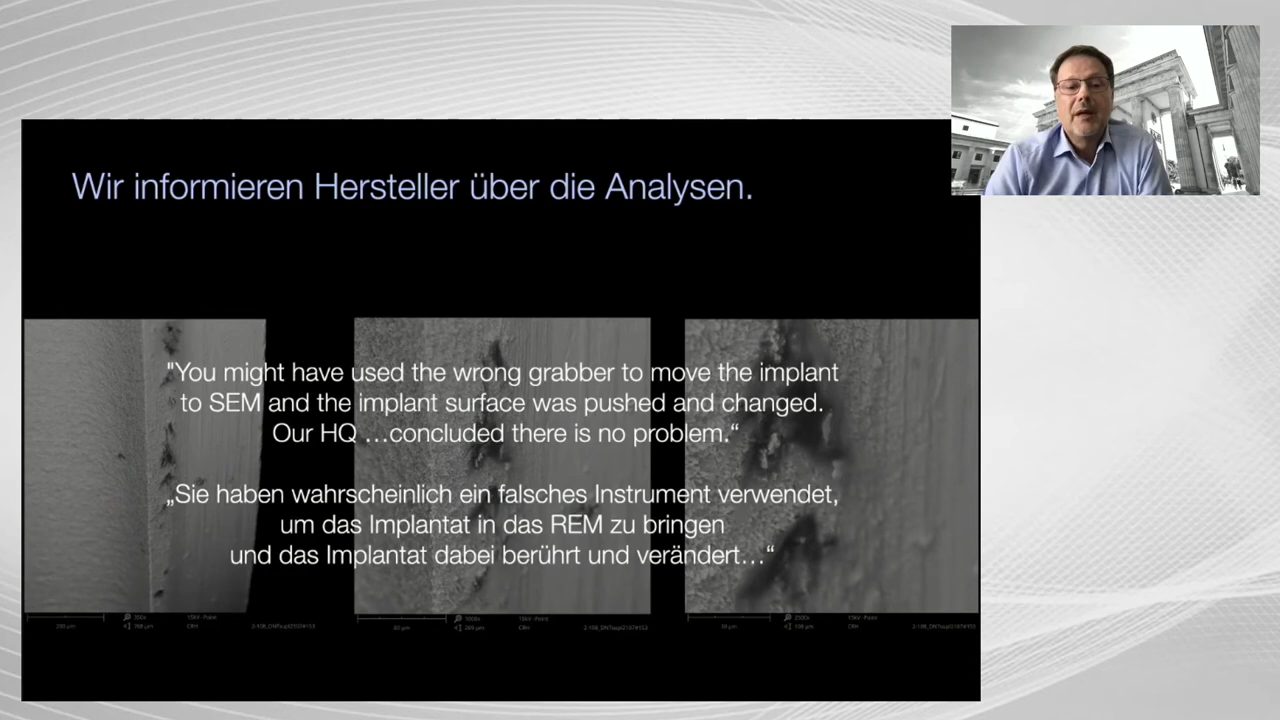 Wir informieren Hersteller über die Analysen.
"You might have used the wrong grabber to move the implant
to SEM and the implant surface was pushed and changed.
Our HQ …concluded there is no problem.“
„Sie haben wahrscheinlich ein falsches Instrument verwendet,
um das Implantat in das REM zu bringen
und das Implantat dabei berührt und verändert…“